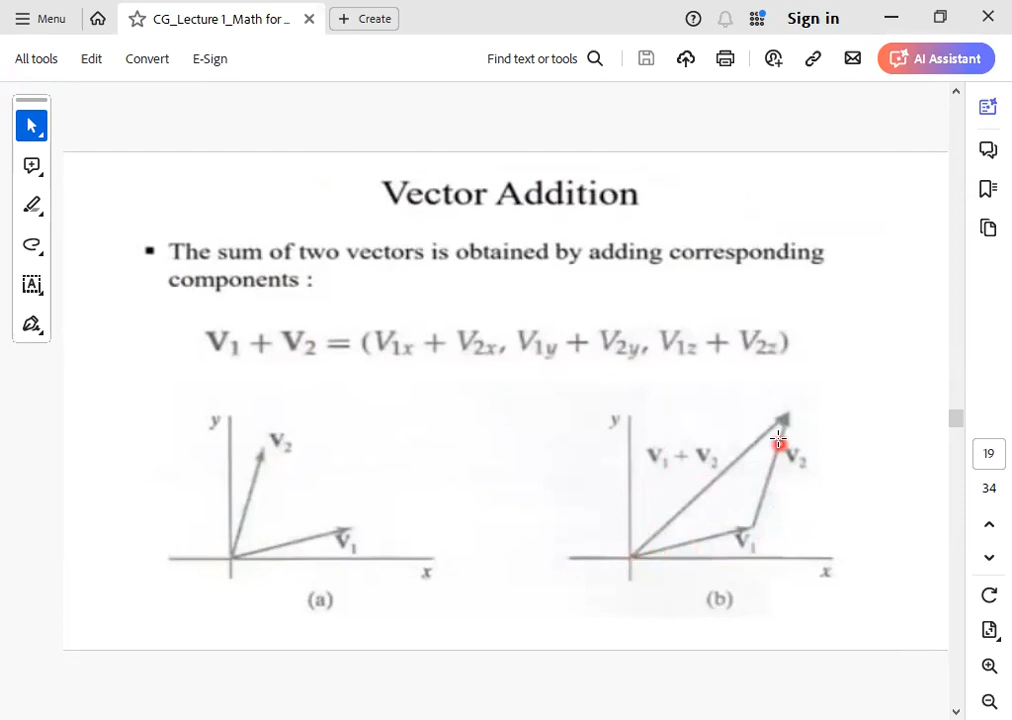 Menu
CG_Lecture 1_Math for ...
Create
Sign in
All tools
Edit
Convert
E-Sign
Find text or tools
AI Assistant
Vector Addition
The sum of two vectors is obtained by adding corresponding
components :
V₁ + V₂ = (V₁x + V₂x, V₁y + V₂y, V₁z + V₂z)
y
V₂
V₁
x
(a)
y
V₁ + V₂
V₂
V₁
x
(b)
19
34